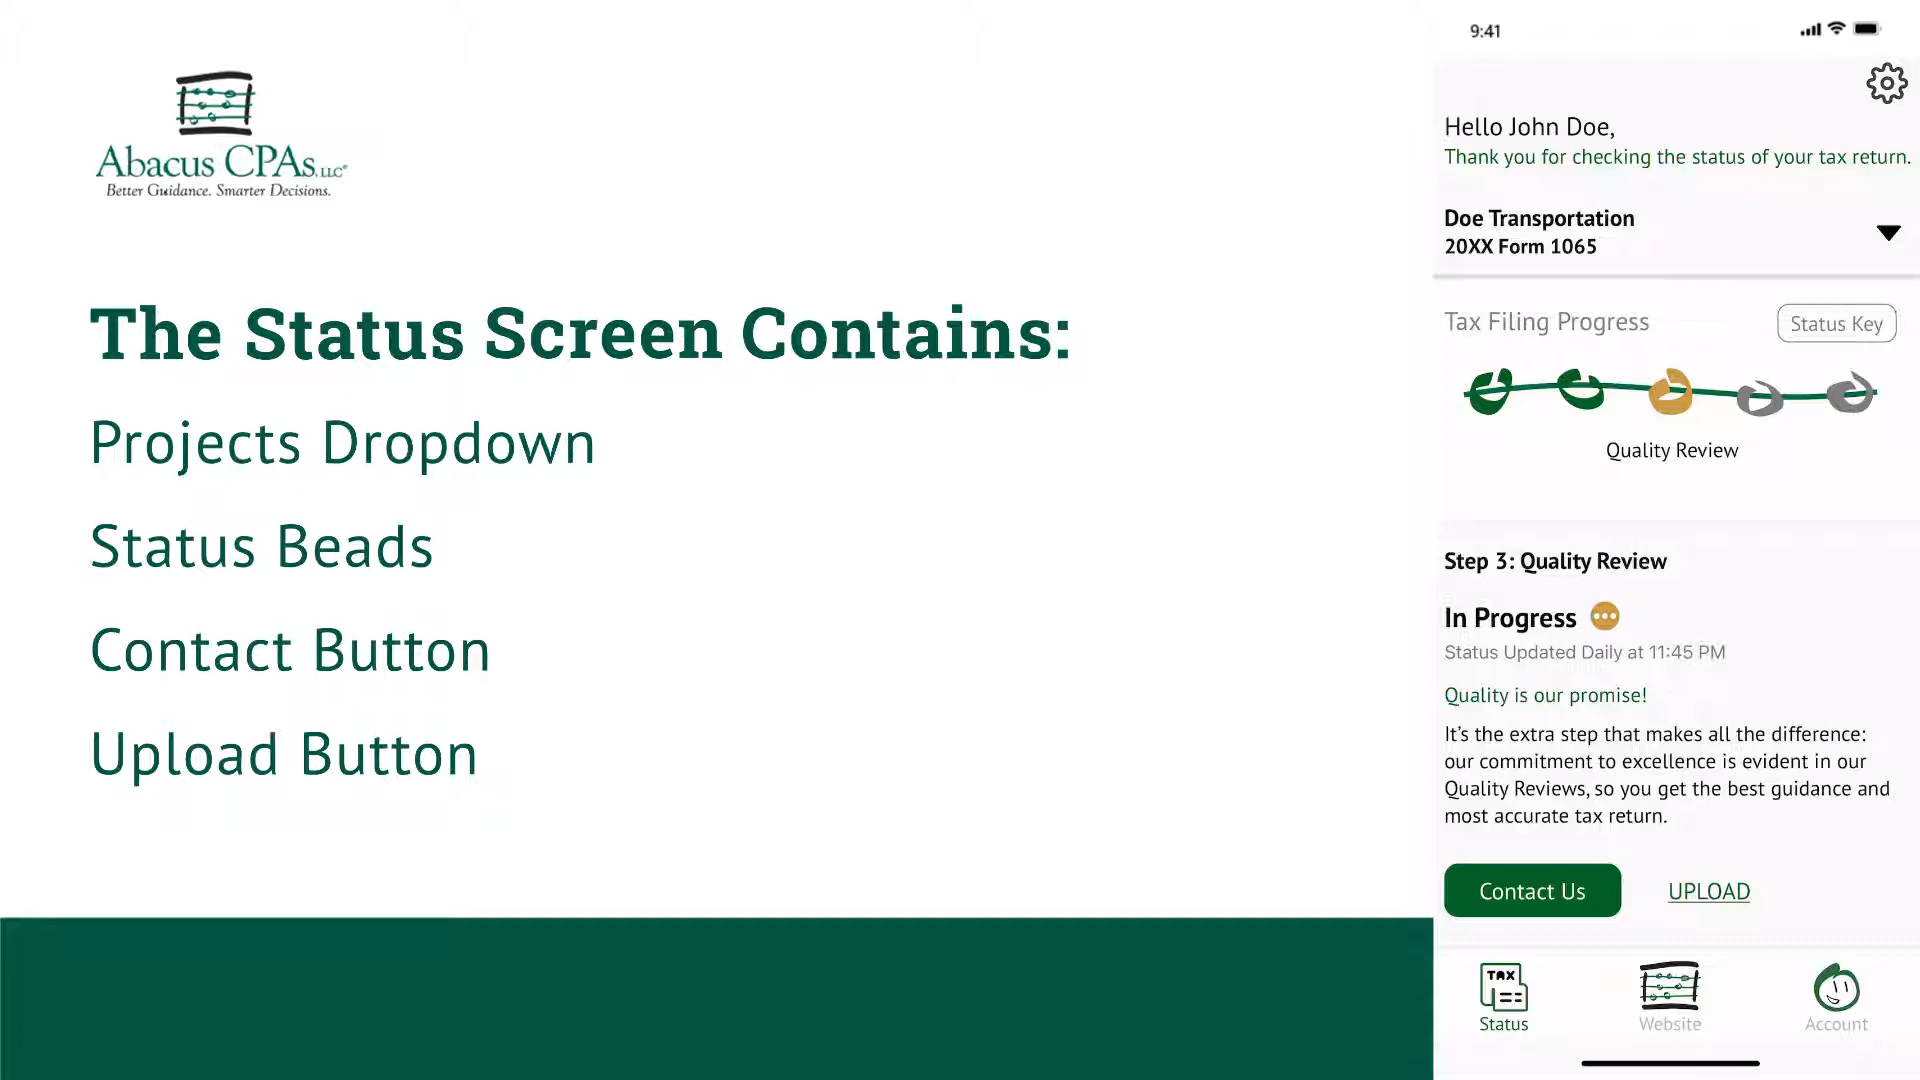 Abacus CPAs, LLC®
Better Guidance. Smarter Decisions.
The Status Screen Contains:
Projects Dropdown
Status Beads
Contact Button
Upload Button
9:41
Hello John Doe,
Thank you for checking the status of your tax return.
Doe Transportation
20XX Form 1065
Tax Filing Progress
Status Key
Quality Review
Step 3: Quality Review
In Progress
Status Updated Daily at 11:45 PM
Quality is our promise!
It’s the extra step that makes all the difference:
our commitment to excellence is evident in our
Quality Reviews, so you get the best guidance and
most accurate tax return.
Contact Us
UPLOAD
TAX
Status
Website
Account